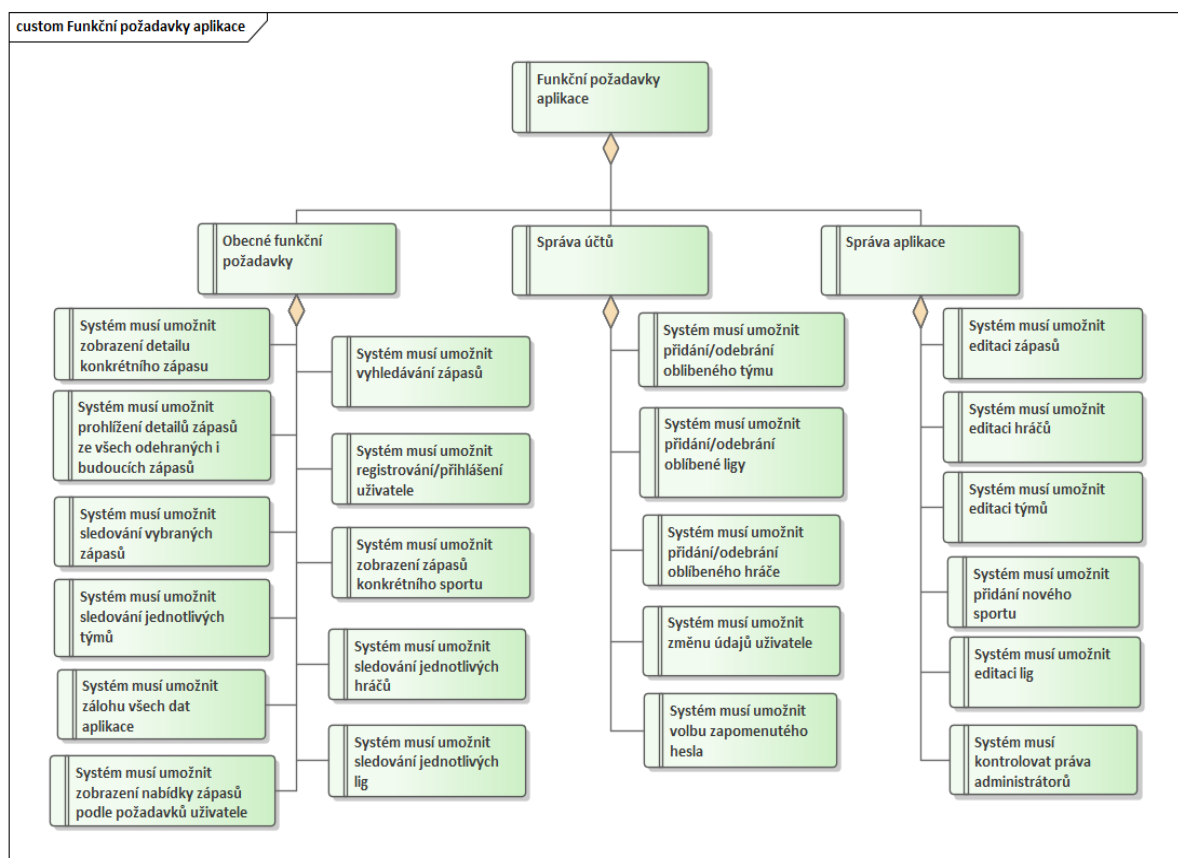 custom Funkční požadavky aplikace
Funkční požadavky
aplikace
Obecné funkční
požadavky
Systém musí umožnit
zobrazení detailu
konkrétního zápasu
Systém musí umožnit
prohlížení detailů zápasů
ze všech odehraných i
budoucích zápasů
Systém musí umožnit
sledování vybraných
zápasů
Systém musí umožnit
sledování jednotlivých
týmů
Systém musí umožnit
zálohu všech dat
aplikace
Systém musí umožnit
zobrazení nabídky zápasů
podle požadavků uživatele
Systém musí umožnit
vyhledávání zápasů
Systém musí umožnit
registrování/přihlášení
uživatele
Systém musí umožnit
zobrazení zápasů
konkrétního sportu
Systém musí umožnit
sledování jednotlivých
hráčů
Systém musí umožnit
sledování jednotlivých
lig
Správa účtů
Systém musí umožnit
přidání/odebrání
oblibeného týmu
Systém musí umožnit
přidání/odebrání
oblíbené ligy
Systém musí umožnit
přidání/odebrání
oblíbeného hráče
Systém musí umožnit
změnu údajů uživatele
Systém musí umožnit
volbu zapomenutého
hesla
Správa aplikace
Systém musí umožnit
editaci zápasů
Systém musí umožnit
editaci hráčů
Systém musí umožnit
editaci týmů
Systém musí umožnit
přidání nového
sportu
Systém musí umožnit
editaci lig
Systém musí
kontrolovat práva
administrátorů